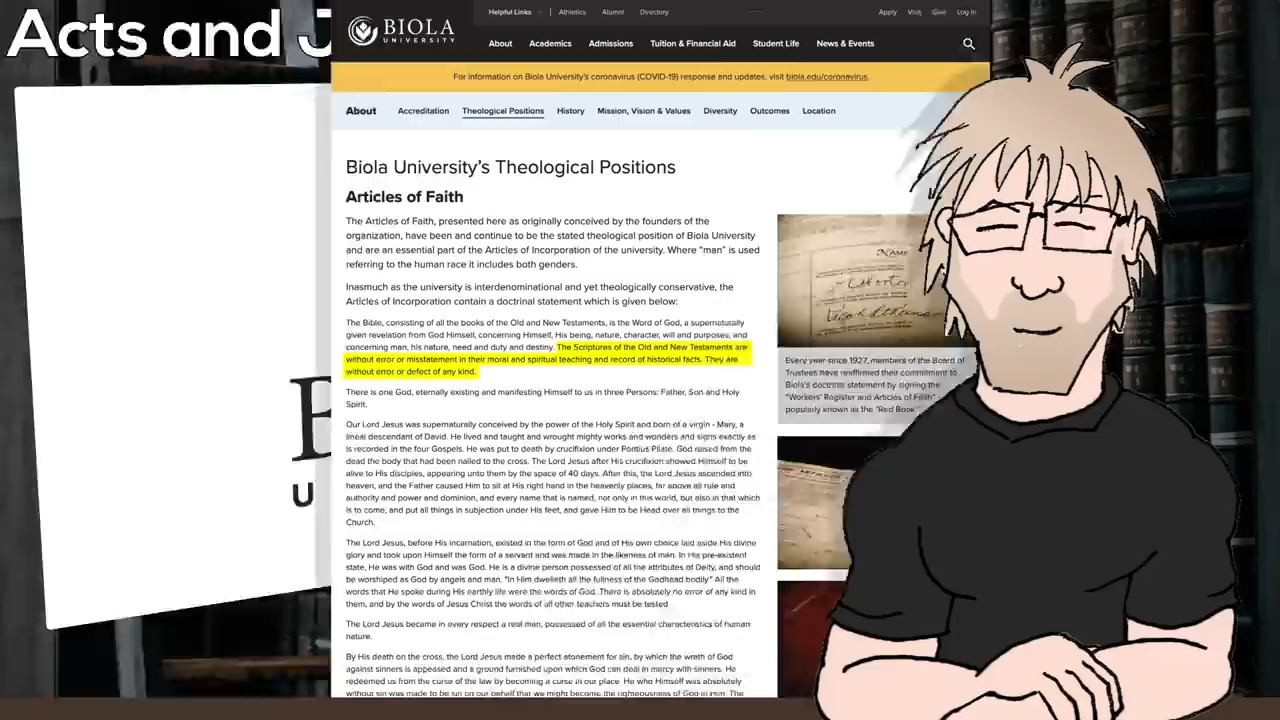 Acts and J
BIOLA
UNIVERSITY
Helpful Links
Athletics
Alumni
Directory
Apply
Visit
Give
Log In
About
Academics
Admissions
Tuition & Financial Aid
Student Life
News & Events
For information on Biola University's coronavirus (COVID-19) response and updates, visit biola.edu/coronavirus.
About
Accreditation
Theological Positions
History
Mission, Vision & Values
Diversity
Outcomes
Location
Biola University's Theological Positions
Articles of Faith
The Articles of Faith, presented here as originally conceived by the founders of the
organization, have been and continue to be the stated theological position of Biola University
and are an essential part of the Articles of Incorporation of the university. Where "man" is used
referring to the human race it includes both genders.
Inasmuch as the university is interdenominational and yet theologically conservative, the
Articles of Incorporation contain a doctrinal statement which is given below:
The Bible, consisting of all the books of the Old and New Testaments, is the Word of God, a supernaturally
given revelation from God Himself, concerning Himself, His being, nature, character, will and purposes; and
concerning man, his nature, need and duty and destiny. The Scriptures of the Old and New Testaments are
without error or misstatement in their moral and spiritual teaching and record of historical facts. They are
without error or defect of any kind.
There is one God, eternally existing and manifesting Himself to us in three Persons: Father, Son and Holy
Spirit.
Our Lord Jesus was supernaturally conceived by the power of the Holy Spirit and born of a virgin - Mary, a
lineal descendant of David. He lived and taught and wrought mighty works and wonders and signs exactly as
is recorded in the four Gospels. He was put to death by crucifixion under Pontius Pilate. God raised from the
dead the body that had been nailed to the cross. The Lord Jesus after His crucifixion showed Himself to be
alive to His disciples, appearing unto them by the space of 40 days. After this, the Lord Jesus ascended into
heaven, and the Father caused Him to sit at His right hand in the heavenly places, far above all rule and
authority and power and dominion, and every name that is named, not only in this world, but also in that which
is to come, and put all things in subjection under His feet, and gave Him to be Head over all things to the
Church.
The Lord Jesus, before His incarnation, existed in the form of God and of His own choice laid aside His divine
glory and took upon Himself the form of a servant and was made in the likeness of man. In His pre-existent
state, He was with God and was God. He is a divine person possessed of all the attributes of Deity, and should
be worshiped as God by angels and man. "In Him dwelleth all the fullness of the Godhead bodily." All the
words that He spoke during His earthly life were the words of God. There is absolutely no error of any kind in
them, and by the words of Jesus Christ the words of all other teachers must be tested.
The Lord Jesus became in every respect a real man, possessed of all the essential characteristics of human
nature.
By His death on the cross, the Lord Jesus made a perfect atonement for sin, by which the wrath of God
against sinners is appeased and a ground furnished upon which God can deal in mercy with sinners. He
redeemed us from the curse of the law by becoming a curse in our place. He who Himself was absolutely
without sin was made to be sin on our behalf that we might become the righteousness of God in Him. The
NAME
Every year since 1927, members of the Board of
Trustees have reaffirmed their commitment to
Biola's doctrinal statement by signing the
"Workers' Register and Articles of Faith" –
popularly known as the "Red Book."